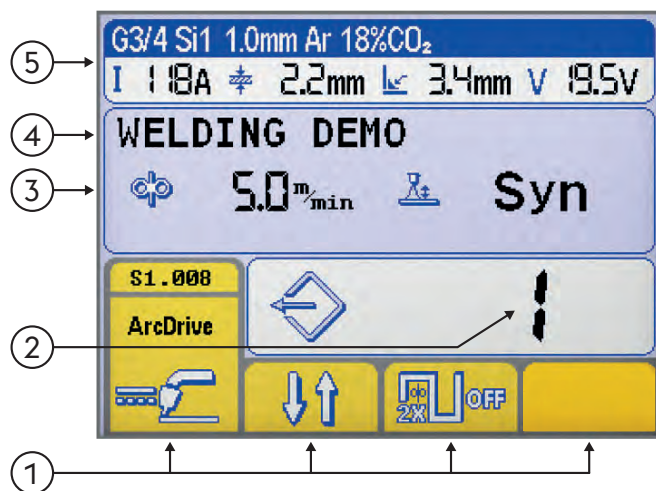 G3/4 Si1 1.0mm Ar 18%CO₂
5
I 118A 2.2mm 3.4mm V 19.5V
4
WELDING DEMO
3
5.0 m/min Syn
S1.008
ArcDrive
1
2
2X OFF
1